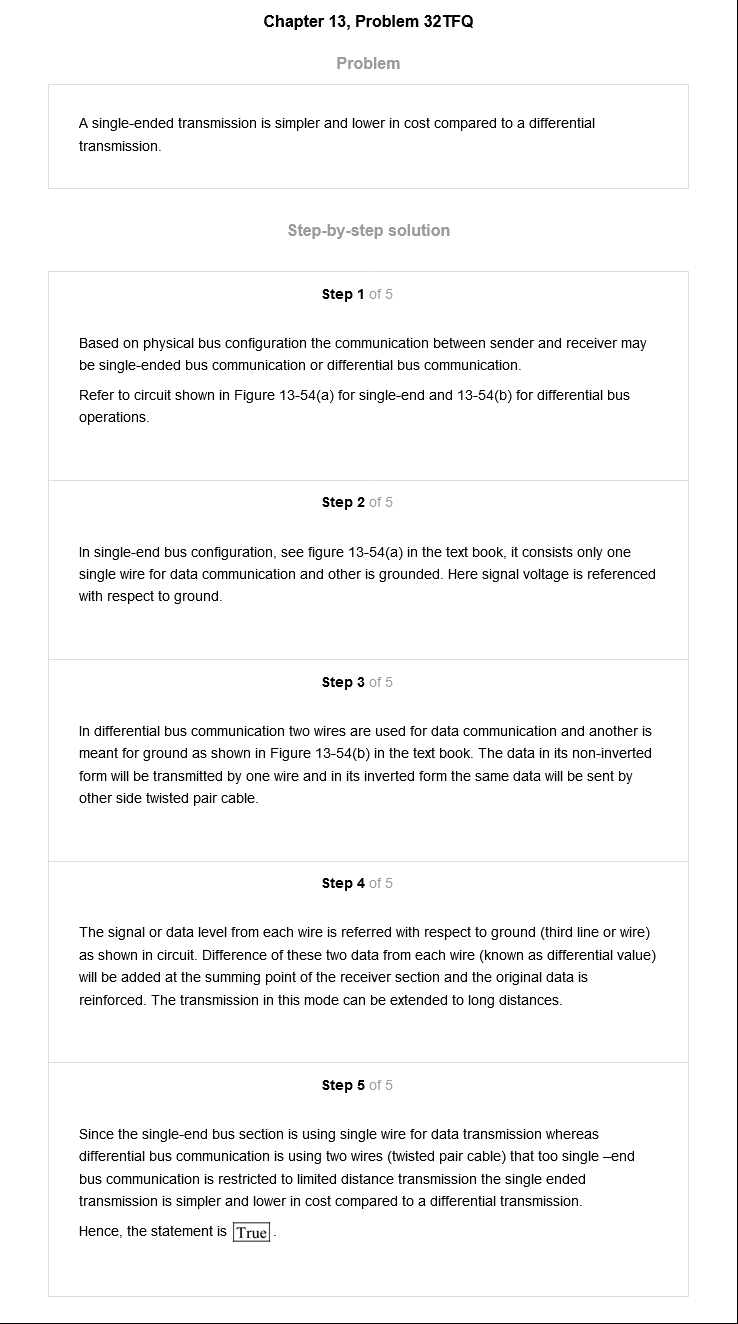 Chapter 13, Problem 32TFQ
Problem
A single-ended transmission is simpler and lower in cost compared to a differential
transmission.
Step-by-step solution
Step 1 of 5
Based on physical bus configuration the communication between sender and receiver may
be single-ended bus communication or differential bus communication.
Refer to circuit shown in Figure 13-54(a) for single-end and 13-54(b) for differential bus
operations.
Step 2 of 5
In single-end bus configuration, see figure 13-54(a) in the text book, it consists only one
single wire for data communication and other is grounded. Here signal voltage is referenced
with respect to ground.
Step 3 of 5
In differential bus communication two wires are used for data communication and another is
meant for ground as shown in Figure 13-54(b) in the text book. The data in its non-inverted
form will be transmitted by one wire and in its inverted form the same data will be sent by
other side twisted pair cable.
Step 4 of 5
The signal or data level from each wire is referred with respect to ground (third line or wire)
as shown in circuit. Difference of these two data from each wire (known as differential value)
will be added at the summing point of the receiver section and the original data is
reinforced. The transmission in this mode can be extended to long distances.
Step 5 of 5
Since the single-end bus section is using single wire for data transmission whereas
differential bus communication is using two wires (twisted pair cable) that too single –end
bus communication is restricted to limited distance transmission the single ended
transmission is simpler and lower in cost compared to a differential transmission.
Hence, the statement is True .